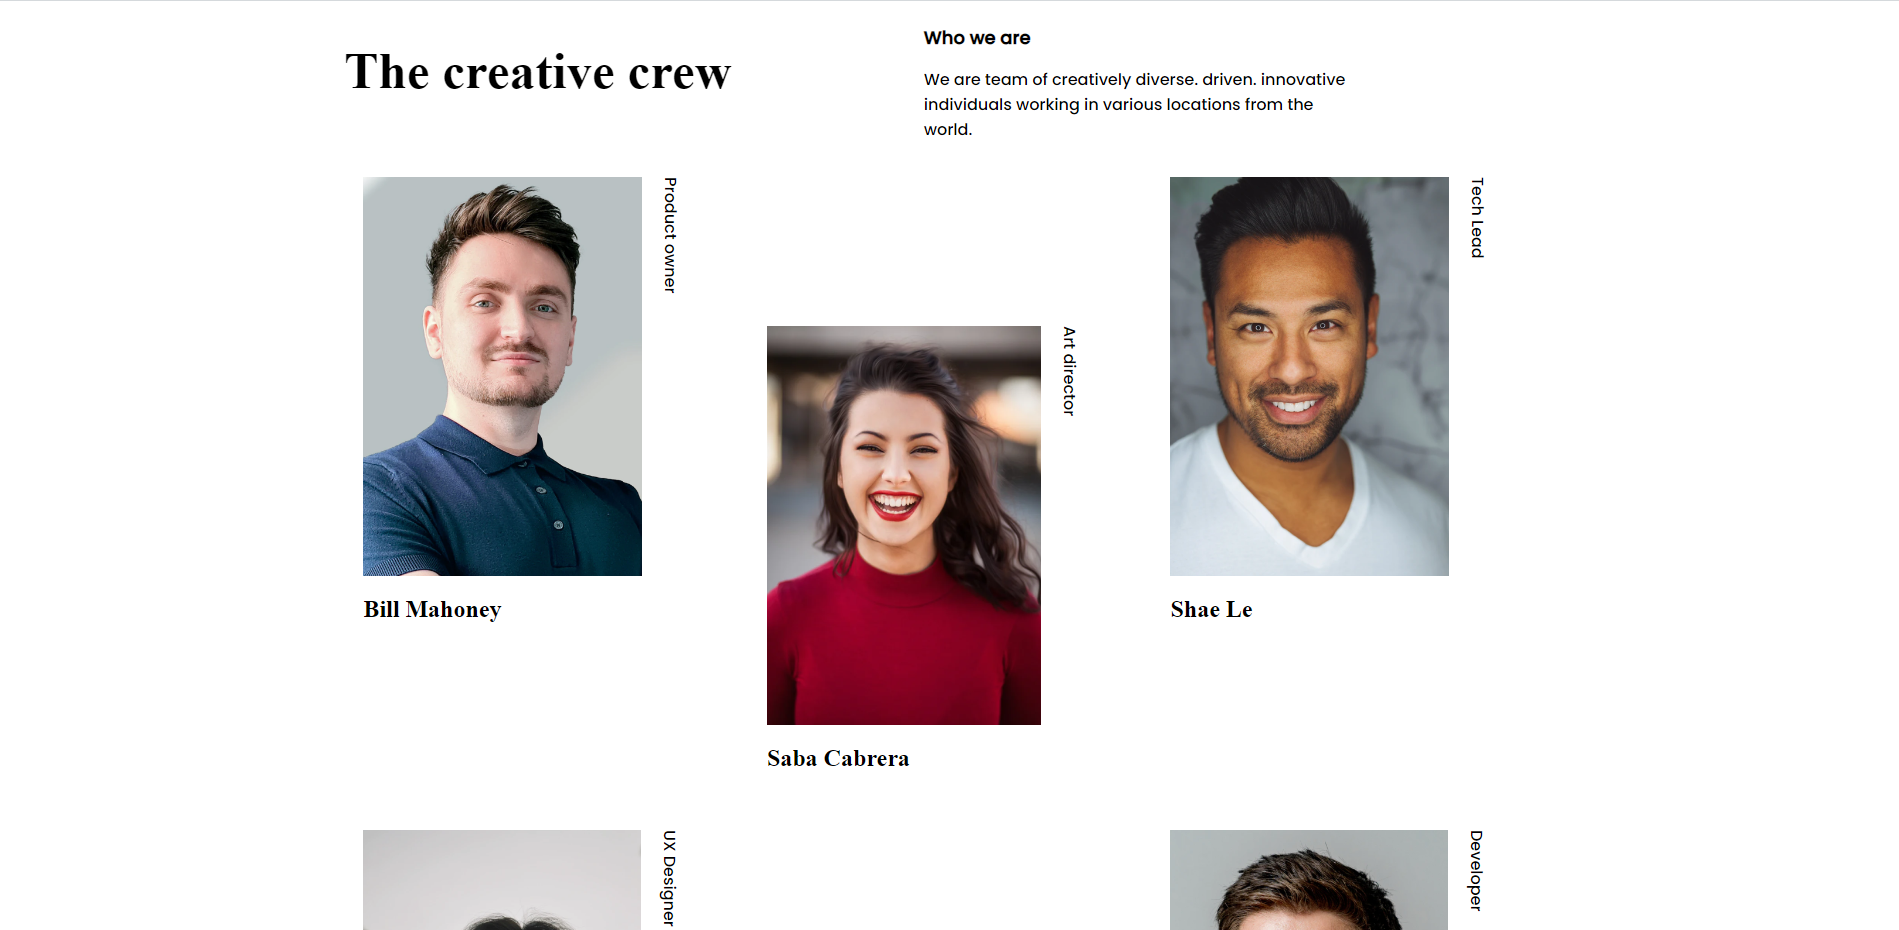 The creative crew
Who we are
We are team of creatively diverse. driven. innovative
individuals working in various locations from the
world.
Product owner
Bill Mahoney
Art director
Saba Cabrera
Tech Lead
Shae Le
UX Designer
Developer